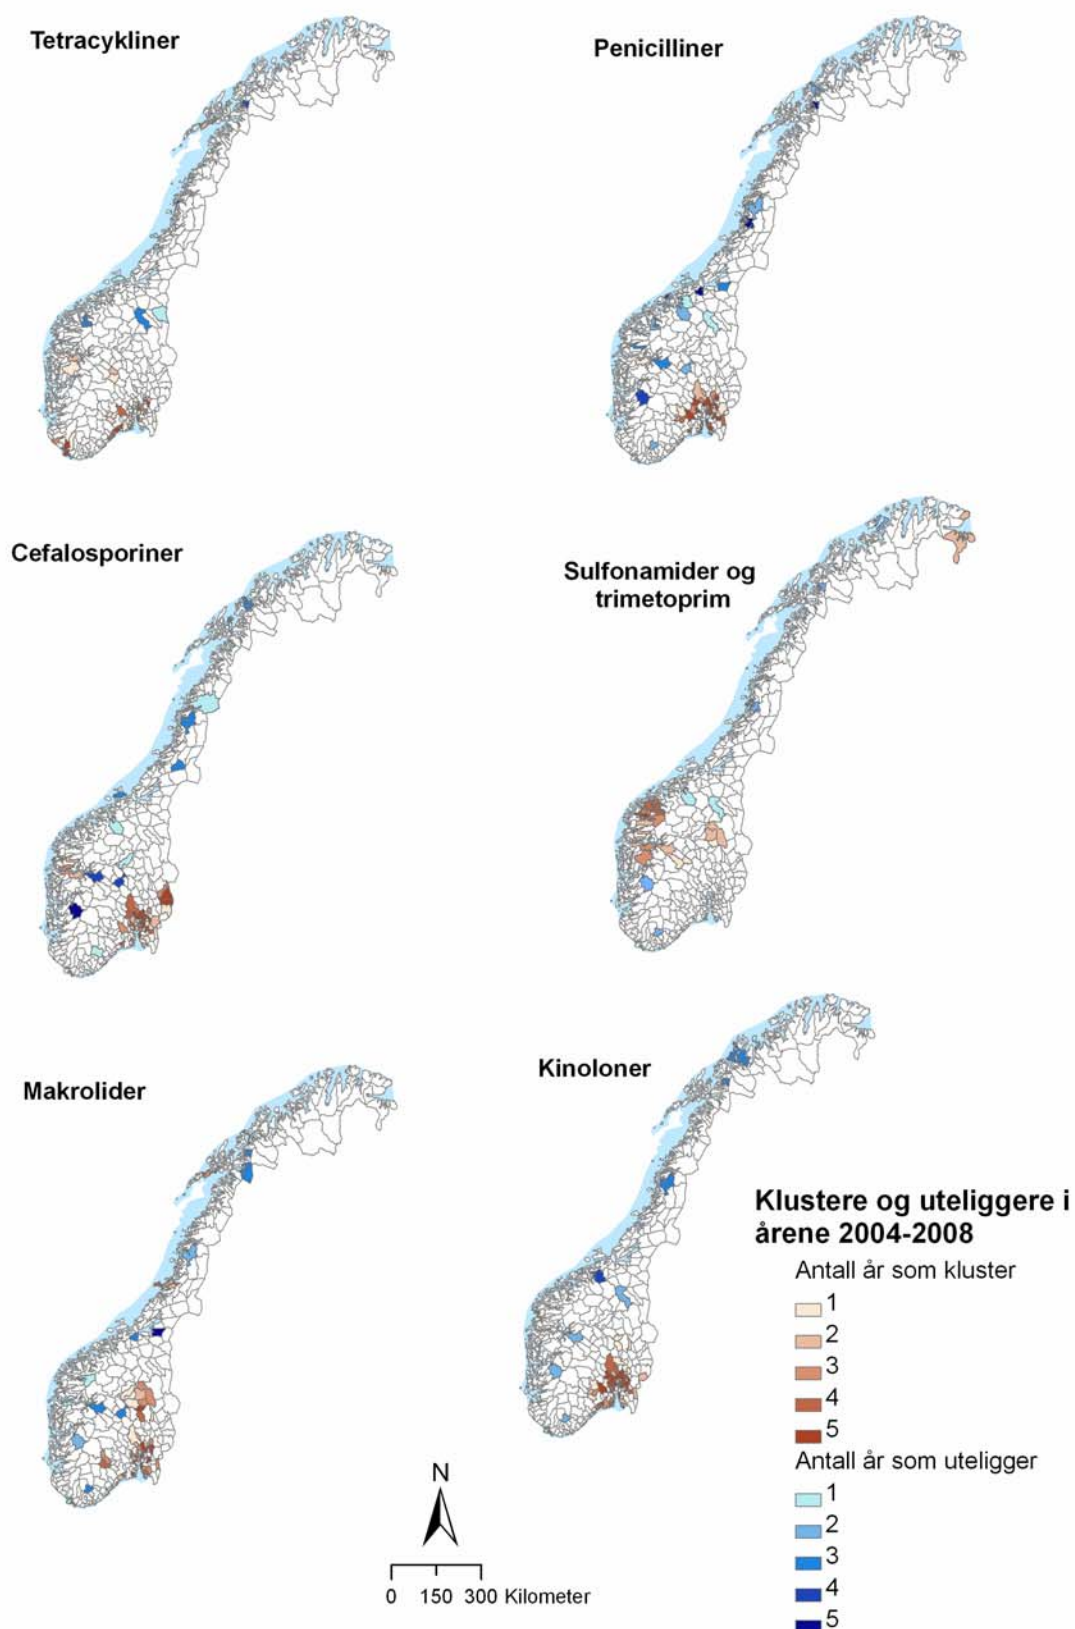 Tetracykliner
Penicilliner
Cefalosporiner
Sulfonamider og
trimetoprim
Makrolider
Kinoloner
Klustere og uteliggere i
årene 2004-2008
Antall år som kluster
1
2
3
4
5
Antall år som uteligger
1
2
3
4
5
N
0 150 300 Kilometer